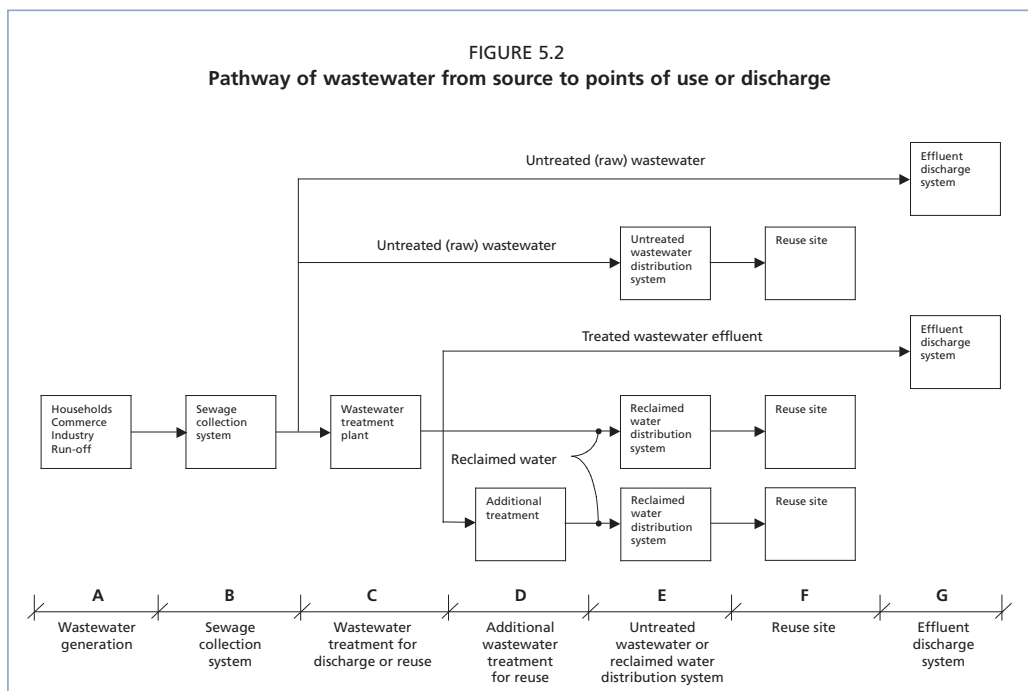 FIGURE 5.2
Pathway of wastewater from source to points of use or discharge
Untreated (raw) wastewater
Effluent
discharge
system
Untreated (raw) wastewater
Untreated
wastewater
distribution
system
Reuse site
Treated wastewater effluent
Effluent
discharge
system
Households
Commerce
Industry
Run-off
Sewage
collection
system
Wastewater
treatment
plant
Reclaimed water
Reclaimed
water
distribution
system
Reuse site
Additional
treatment
Reclaimed
water
distribution
system
Reuse site
A
Wastewater
generation
B
Sewage
collection
system
C
Wastewater
treatment for
discharge or reuse
D
Additional
wastewater
treatment
for reuse
E
Untreated
wastewater or
reclaimed water
distribution system
F
Reuse site
G
Effluent
discharge
system